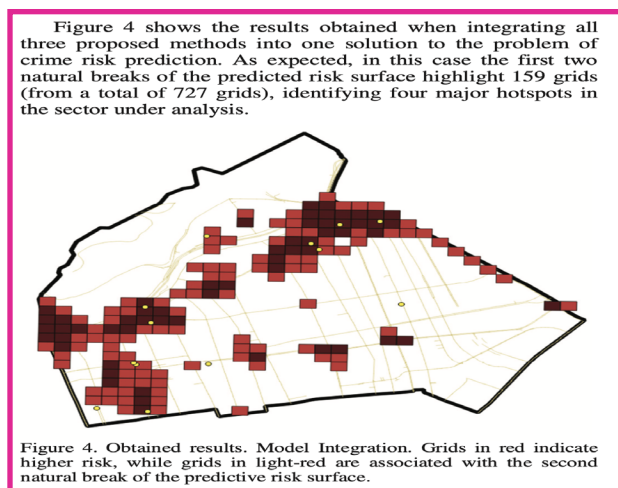 Figure 4 shows the results obtained when integrating all
three proposed methods into one solution to the problem of
crime risk prediction. As expected, in this case the first two
natural breaks of the predicted risk surface highlight 159 grids
(from a total of 727 grids), identifying four major hotspots in
the sector under analysis.
Figure 4. Obtained results. Model Integration. Grids in red indicate
higher risk, while grids in light-red are associated with the second
natural break of the predictive risk surface.